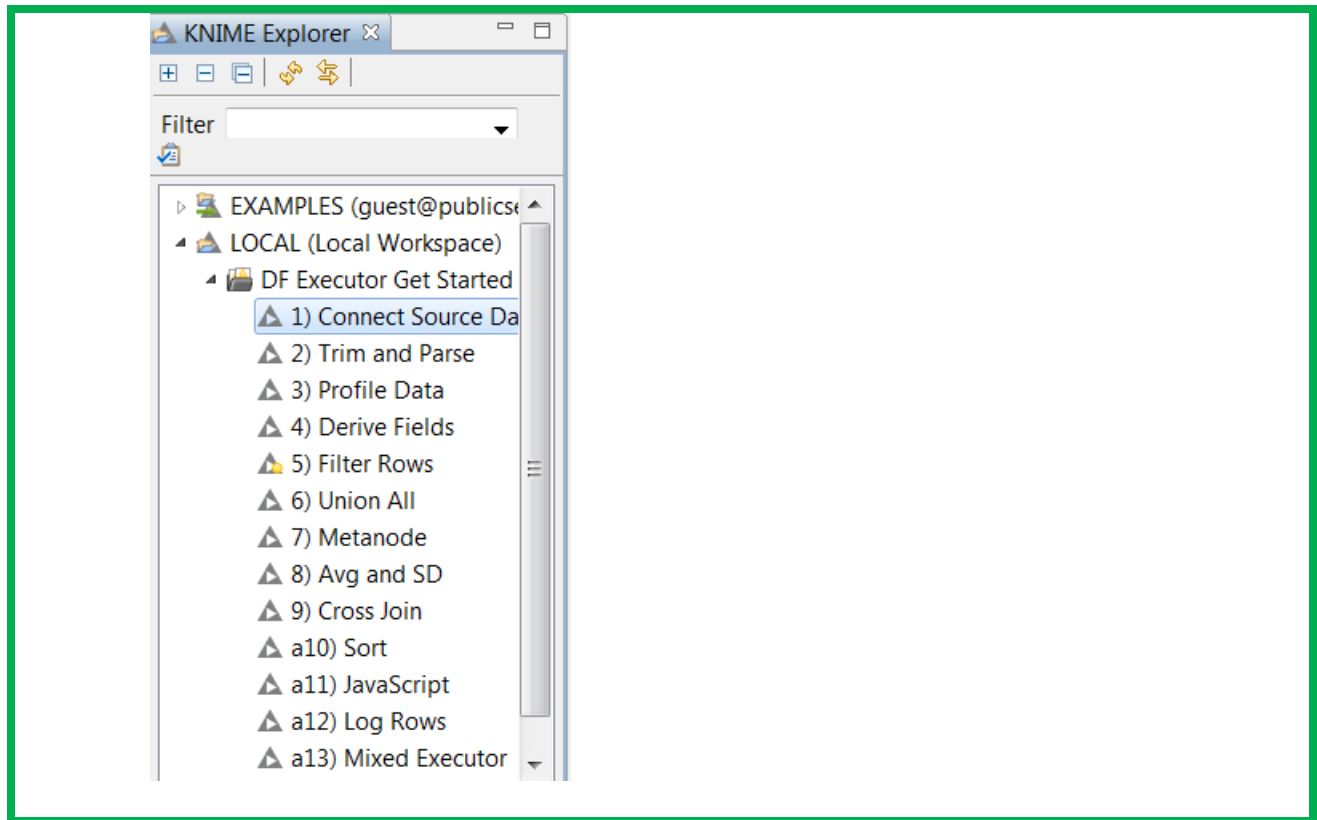 KNIME Explorer
Filter
EXAMPLES (guest@publicse
LOCAL (Local Workspace)
DF Executor Get Started
1) Connect Source Da
2) Trim and Parse
3) Profile Data
4) Derive Fields
5) Filter Rows
6) Union All
7) Metanode
8) Avg and SD
9) Cross Join
a10) Sort
a11) JavaScript
a12) Log Rows
a13) Mixed Executor